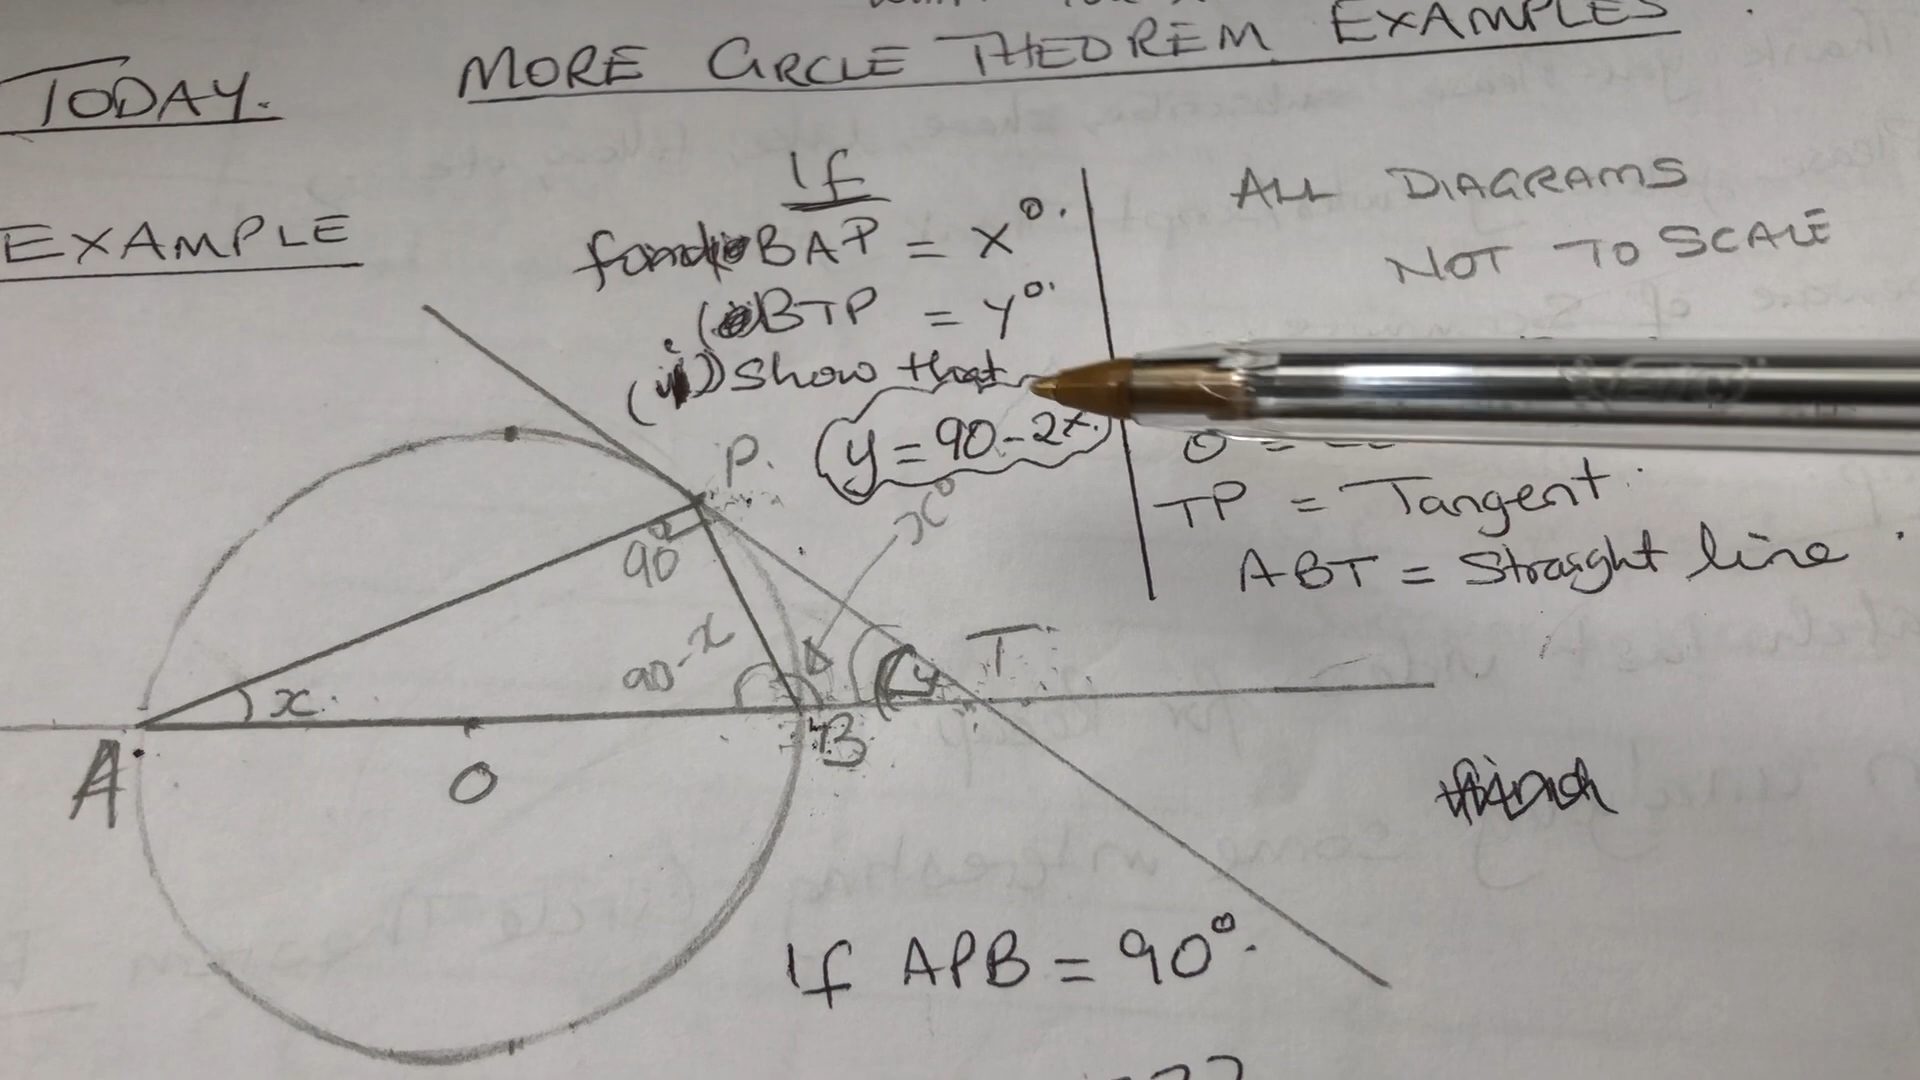 TODAY.
MORE CIRCLE THEOREM EXAMPLES.
EXAMPLE
If
BAP = x°.
BTP = y°.
Show that
y = 90 - 2x.
ALL DIAGRAMS
NOT TO SCALE
O =
TP = Tangent.
ABT = Straight line.
P.
x°
90
90-x
x.
y
T
A
O
B
If APB = 90°.